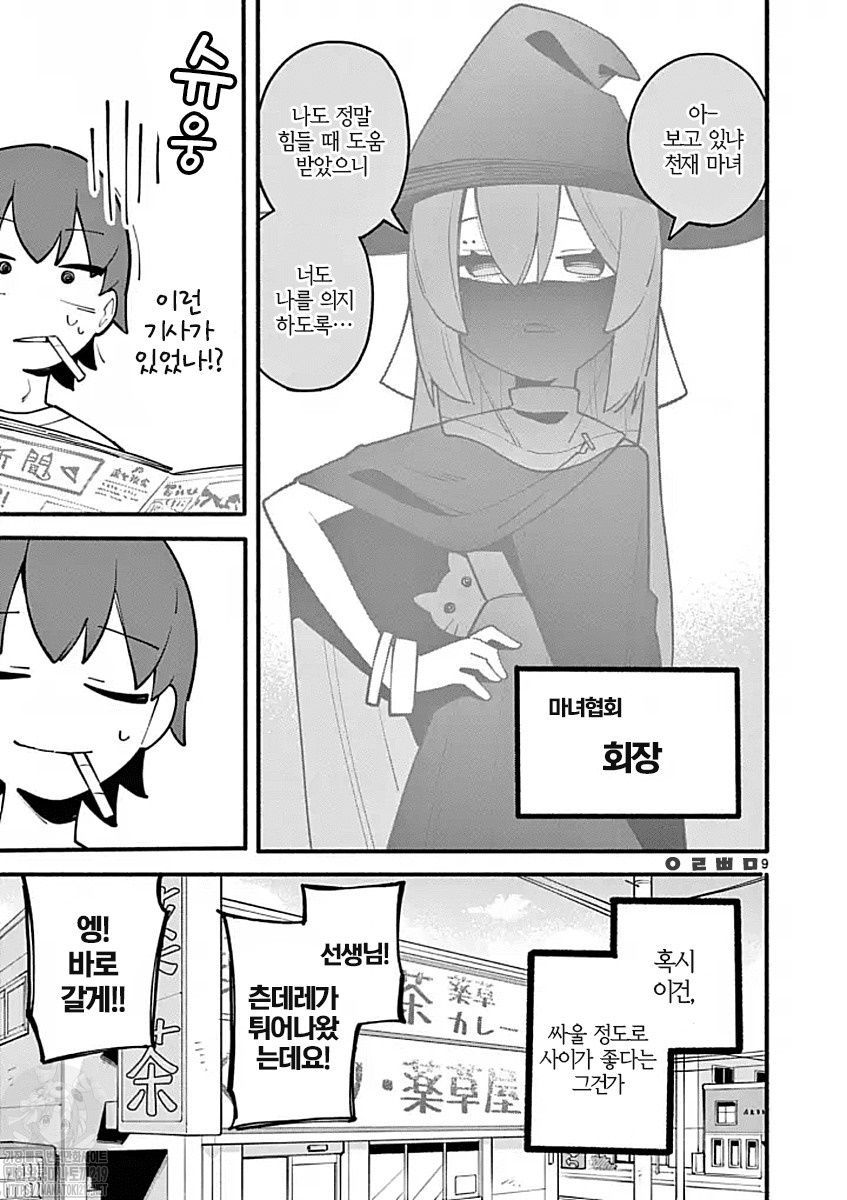 아-
보고 있냐
천재 마녀
나도 정말
힘들 때 도움
받았으니
너도
나를 의지
하도록…
마녀협회
회장
슈웅
이런
기사가
있었나!?
新聞
9
혹시
이건,
싸울 정도로
사이가 좋다는
그건가
선생님!
츤데레가
튀어나왔
는데요!
엥!
바로
갈게!!
茶 薬草
カレー
薬草屋
茶